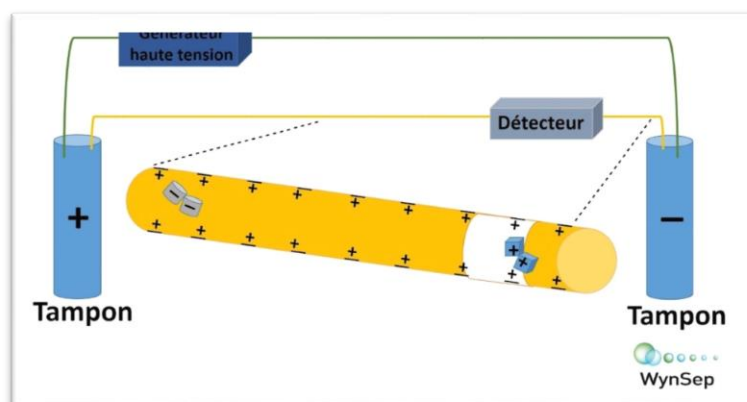 Générateur
haute tension
Détecteur
+
−
Tampon
Tampon
WynSep